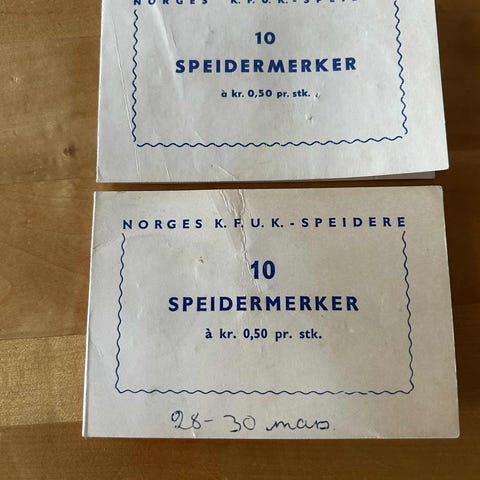 NORGES K.F.U.K.-SPEIDERE
10
SPEIDERMERKER
à kr. 0,50 pr. stk.
NORGES K. F. U. K. - SPEIDERE
10
SPEIDERMERKER
à kr. 0,50 pr. stk.
28-30 mars.